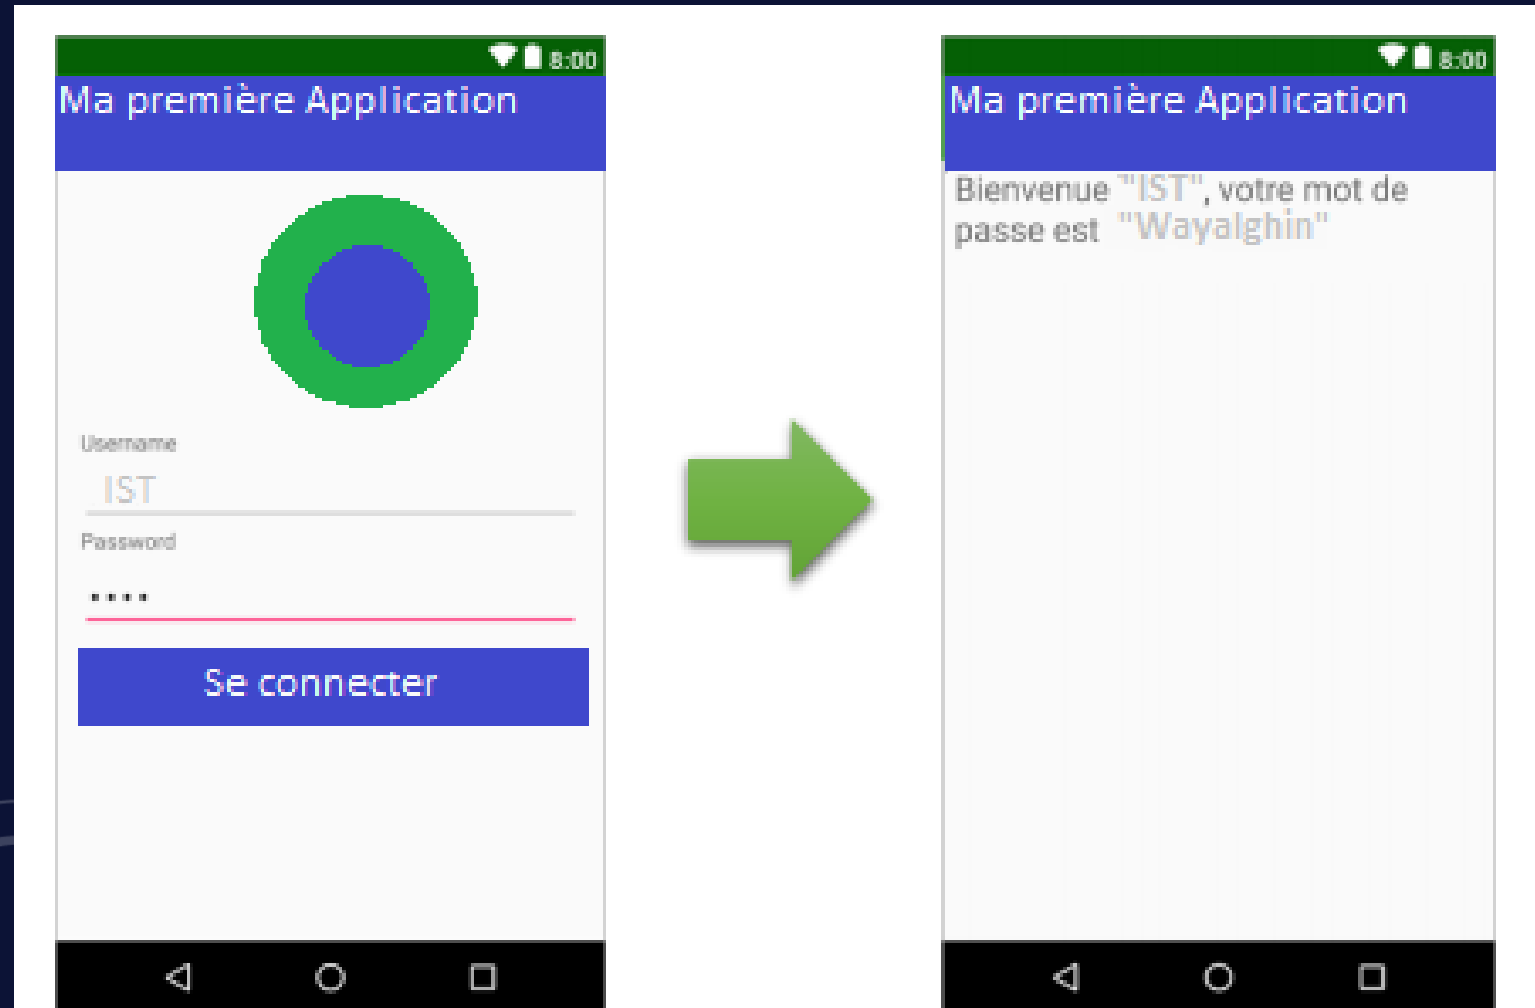 8:00
Ma première Application
Username
IST
Password
••••
Se connecter
8:00
Ma première Application
Bienvenue "IST", votre mot de
passe est "Wayalghin"